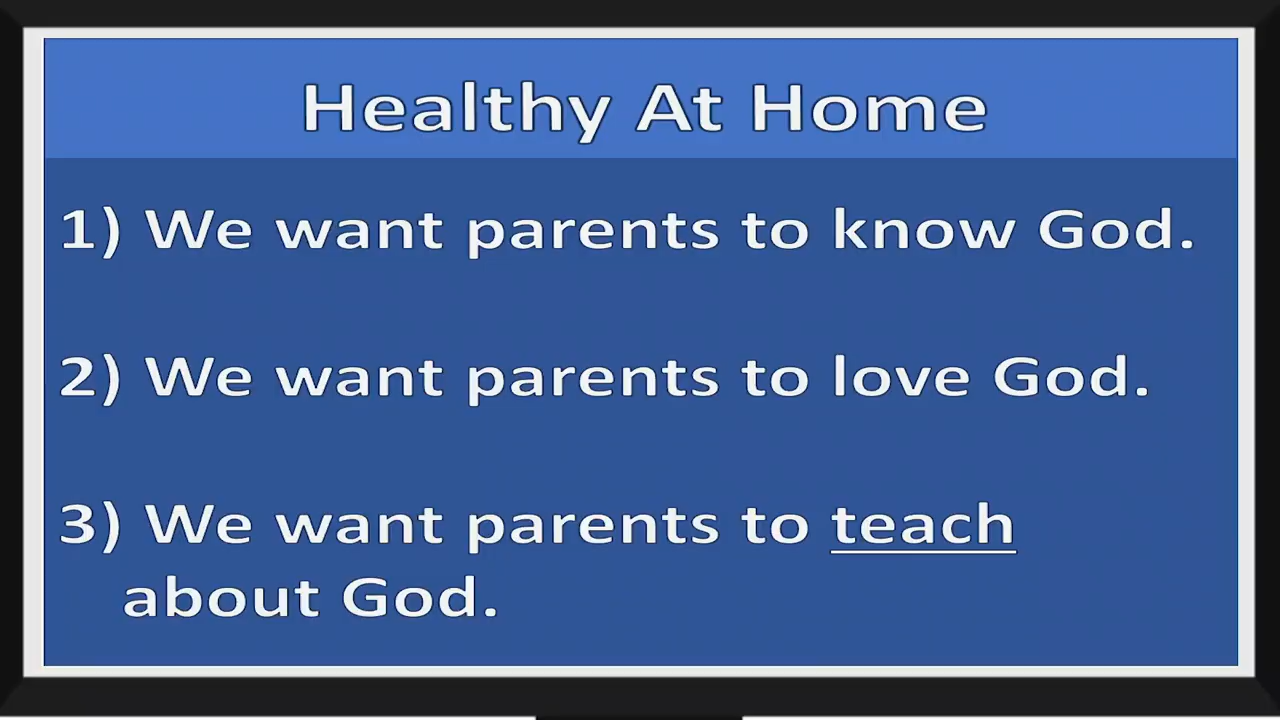 Healthy At Home
1) We want parents to know God.
2) We want parents to love God.
3) We want parents to teach
about God.